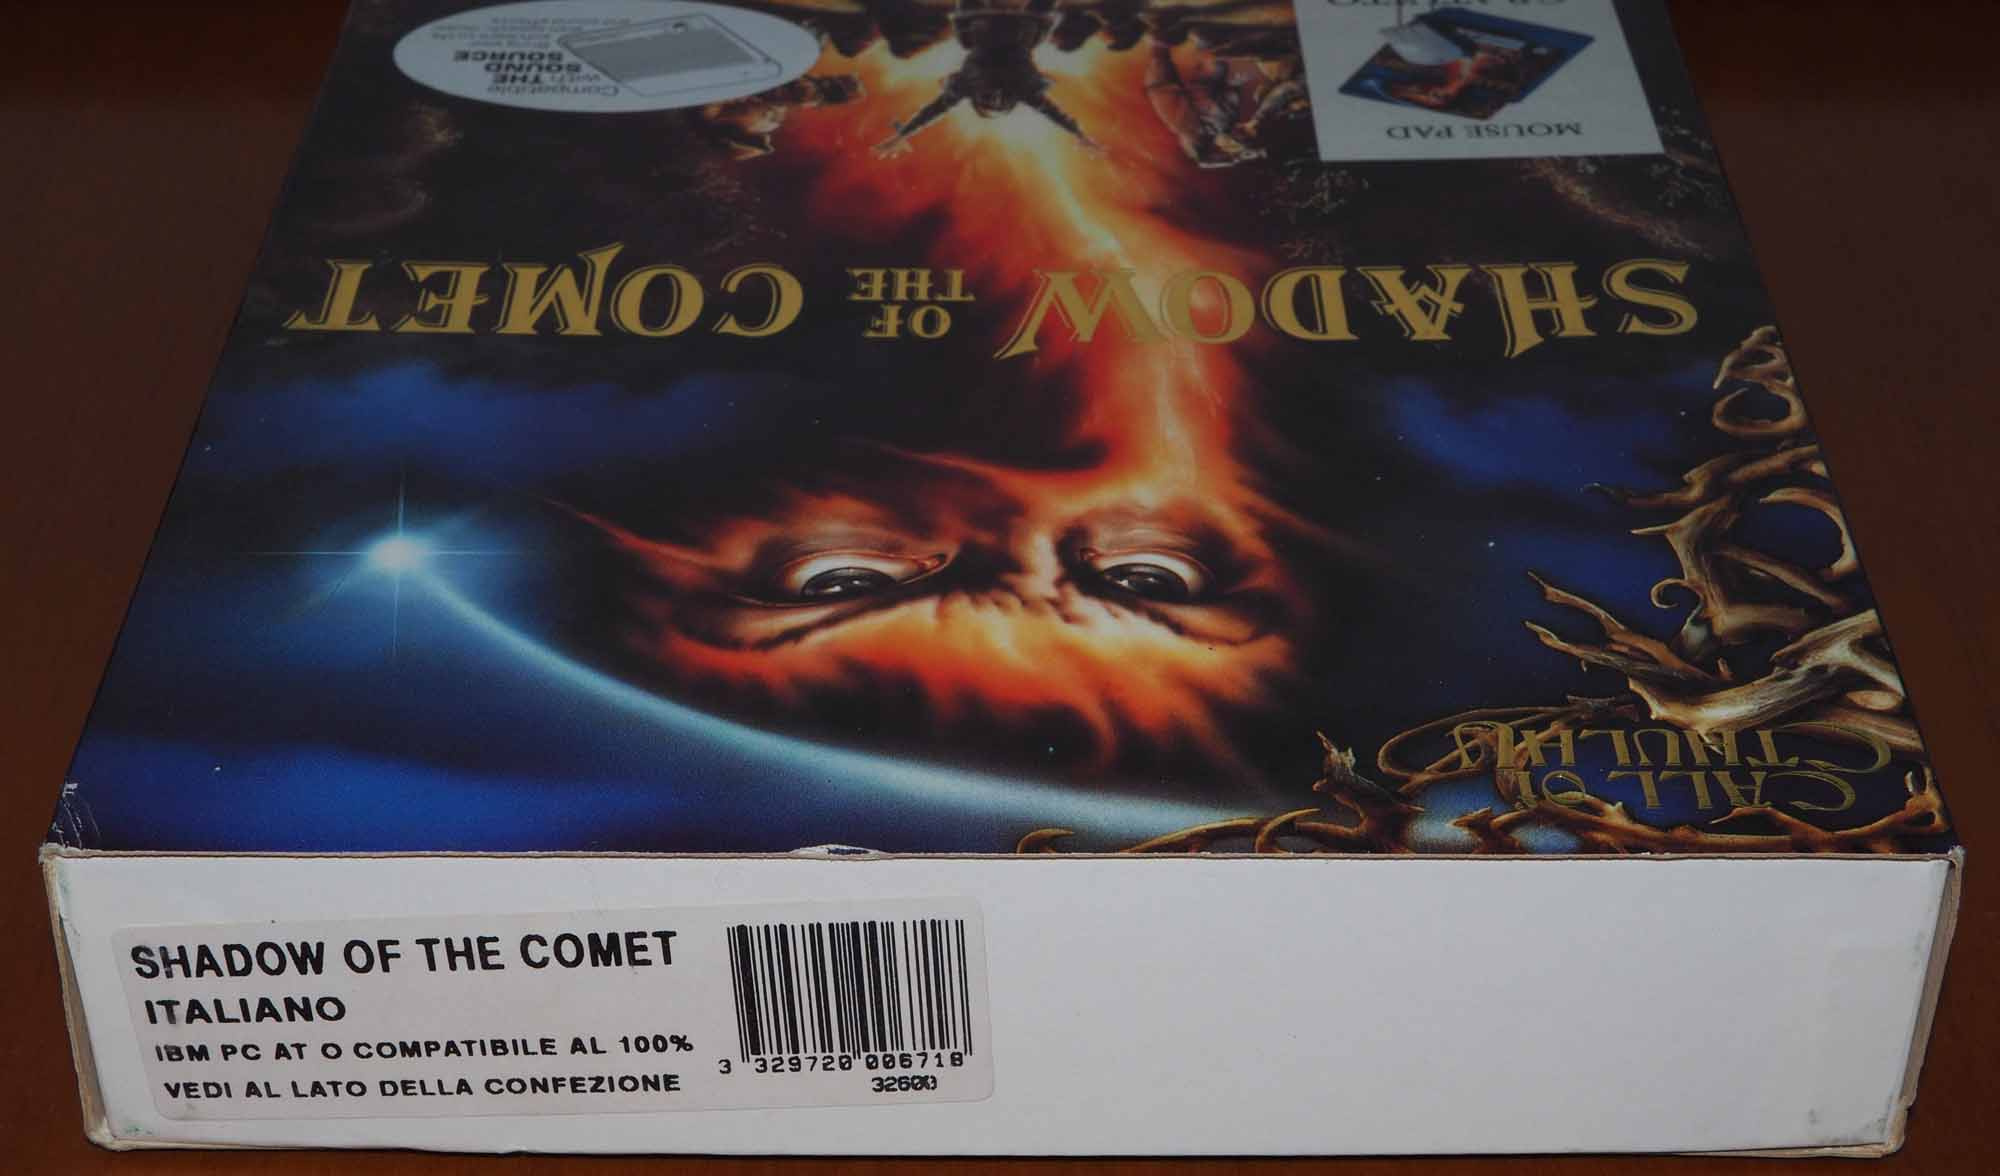 CALL OF
CTHULHU
SHADOW OF THE COMET
MOUSE PAD
GRATUITO
Compatible
With THE
SOUND
SOURCE
SHADOW OF THE COMET
ITALIANO
IBM PC AT O COMPATIBILE AL 100%
VEDI AL LATO DELLA CONFEZIONE
3 329720 006718
32600